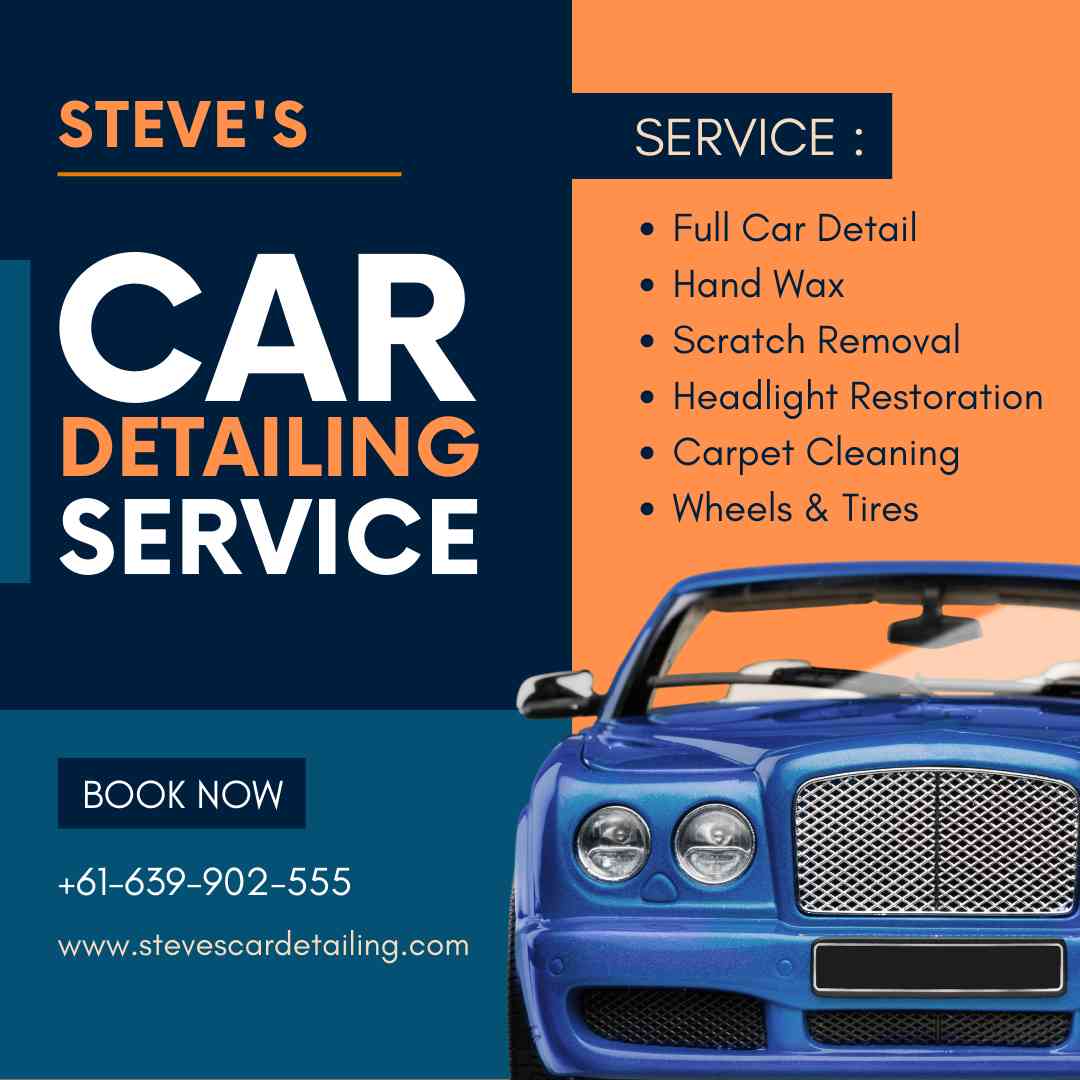 STEVE'S
CAR
DETAILING
SERVICE
SERVICE :
• Full Car Detail
• Hand Wax
• Scratch Removal
• Headlight Restoration
• Carpet Cleaning
• Wheels & Tires
BOOK NOW
+61-639-902-555
www.stevescardetailing.com